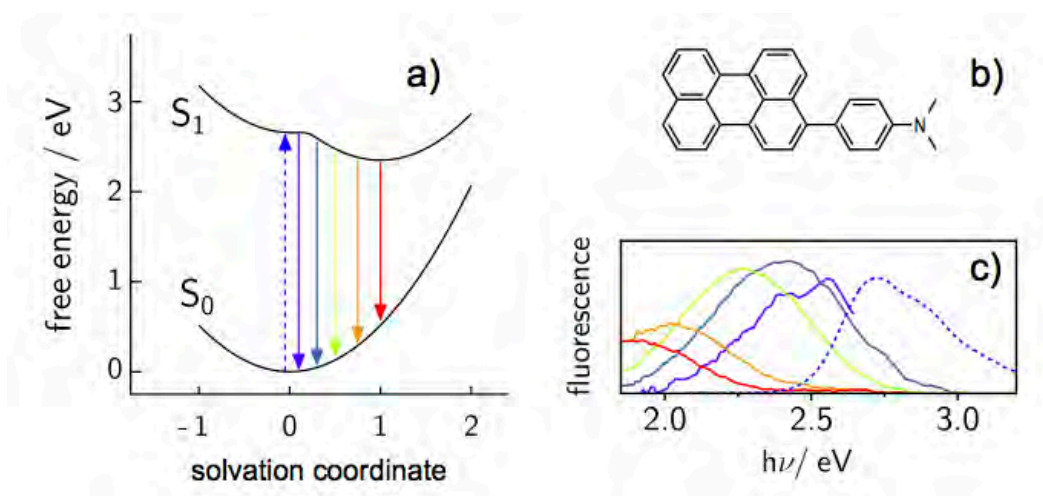 a)
S1
S0
free energy / eV
3
2
1
0
-1 0 1 2
solvation coordinate
b)
N
c)
fluorescence
2.0 2.5 3.0
hν/ eV